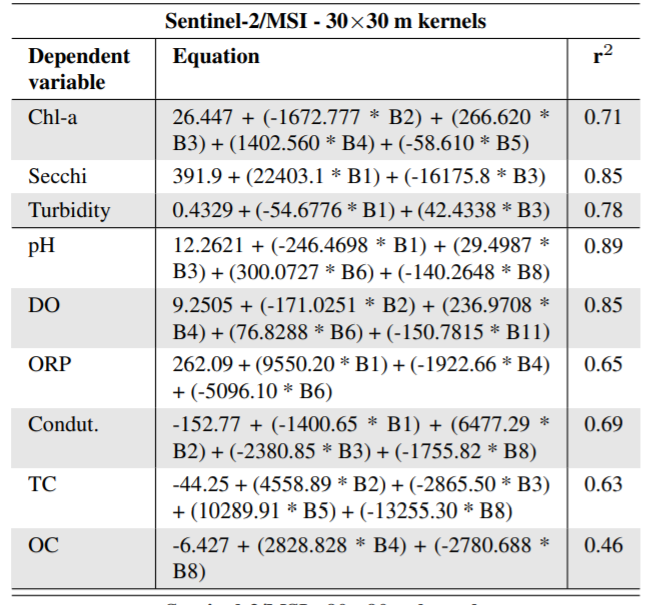 Sentinel-2/MSI - 30×30 m kernels
Dependent variable Equation r²
Chl-a 26.447 + (-1672.777 * B2) + (266.620 * 0.71
B3) + (1402.560 * B4) + (-58.610 * B5)
Secchi 391.9 + (22403.1 * B1) + (-16175.8 * B3) 0.85
Turbidity 0.4329 + (-54.6776 * B1) + (42.4338 * B3) 0.78
pH 12.2621 + (-246.4698 * B1) + (29.4987 * 0.89
B3) + (300.0727 * B6) + (-140.2648 * B8)
DO 9.2505 + (-171.0251 * B2) + (236.9708 * 0.85
B4) + (76.8288 * B6) + (-150.7815 * B11)
ORP 262.09 + (9550.20 * B1) + (-1922.66 * B4) 0.65
+ (-5096.10 * B6)
Condut. -152.77 + (-1400.65 * B1) + (6477.29 * 0.69
B2) + (-2380.85 * B3) + (-1755.82 * B8)
TC -44.25 + (4558.89 * B2) + (-2865.50 * B3) 0.63
+ (10289.91 * B5) + (-13255.30 * B8)
OC -6.427 + (2828.828 * B4) + (-2780.688 * 0.46
B8)